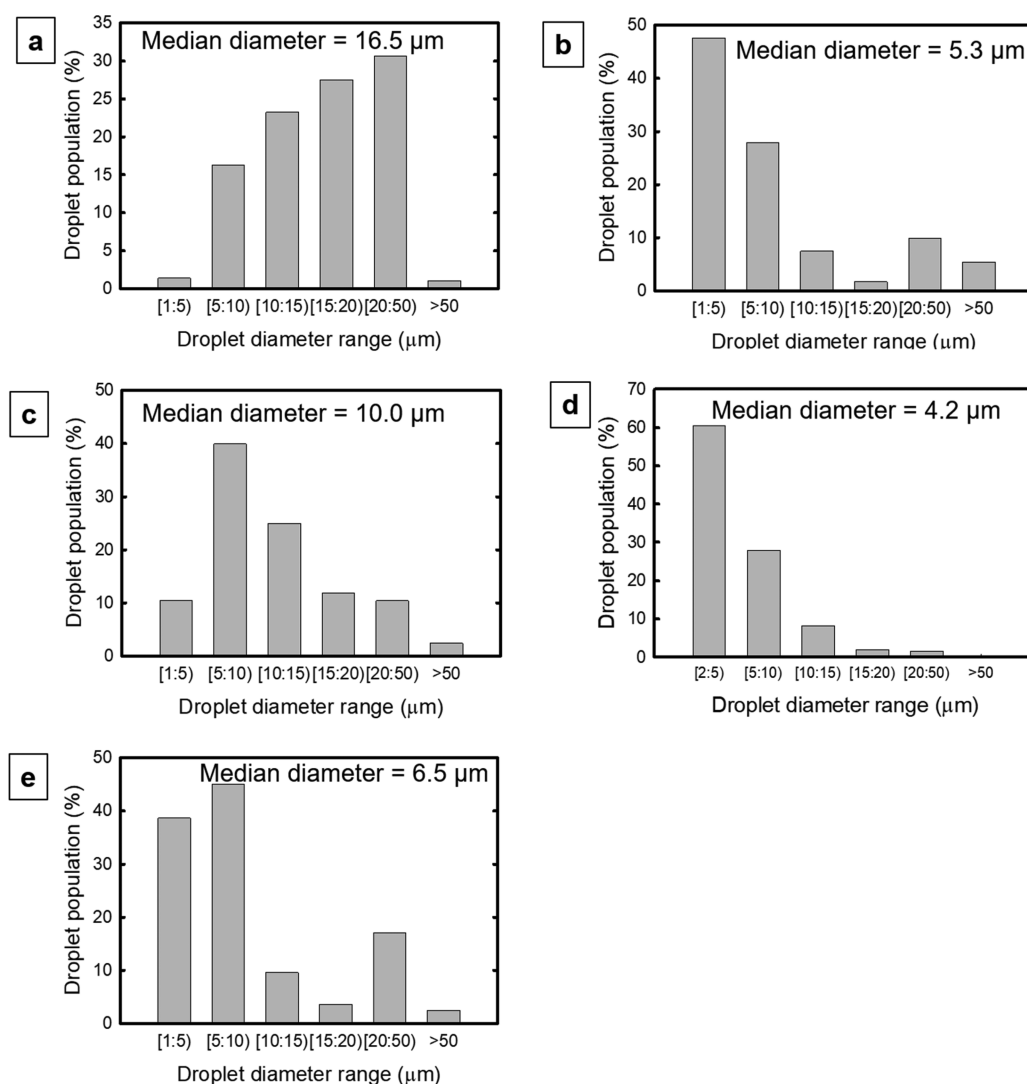 a
Median diameter = 16.5 μm
Droplet population (%)
35
30
25
20
15
10
5
0
[1:5) [5:10) [10:15) [15:20) [20:50) >50
Droplet diameter range (μm)
b
Median diameter = 5.3 μm
Droplet population (%)
50
40
30
20
10
0
[1:5) [5:10) [10:15) [15:20) [20:50) >50
Droplet diameter range (μm)
c
Median diameter = 10.0 μm
Droplet population (%)
50
40
30
20
10
0
[1:5) [5:10) [10:15) [15:20) [20:50) >50
Droplet diameter range (μm)
d
Median diameter = 4.2 μm
Droplet population (%)
70
60
50
40
30
20
10
0
[2:5) [5:10) [10:15) [15:20) [20:50) >50
Droplet diameter range (μm)
e
Median diameter = 6.5 μm
Droplet population (%)
50
40
30
20
10
0
[1:5) [5:10) [10:15) [15:20) [20:50) >50
Droplet diameter range (μm)